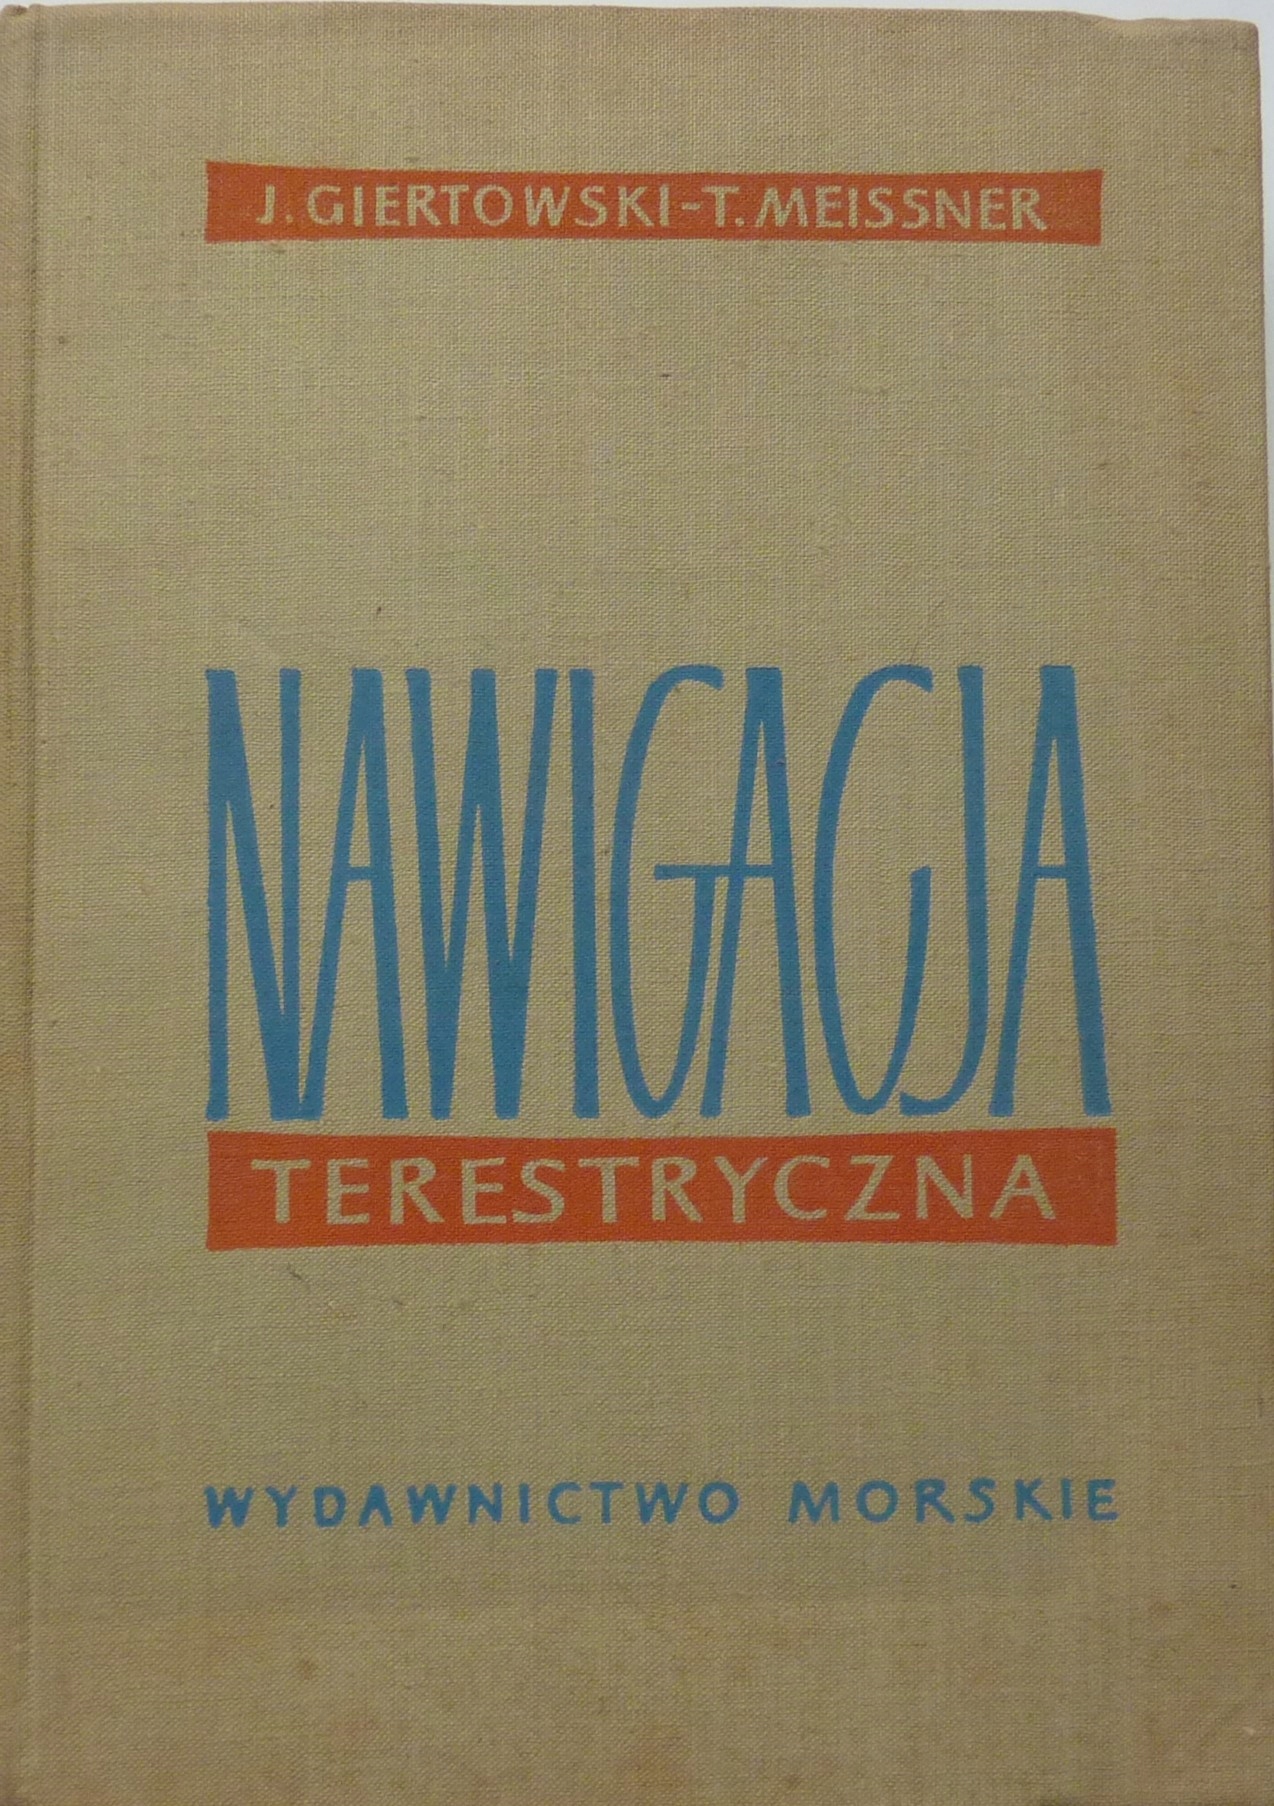 J. GIERTOWSKI-T. MEISSNER
NAWIGACJA
TERESTRYCZNA
WYDAWNICTWO MORSKIE